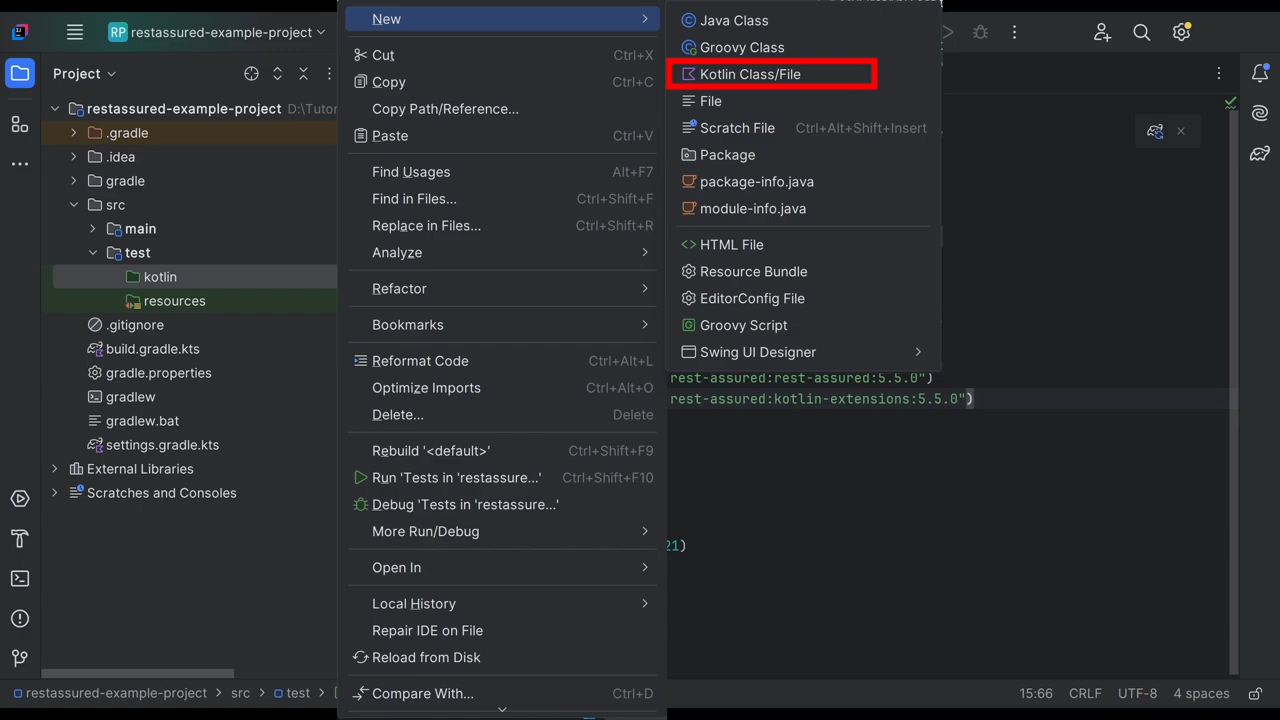 RP restassured-example-project
Project
restassured-example-project D:\Tutor
.gradle
.idea
gradle
src
main
test
kotlin
resources
.gitignore
build.gradle.kts
gradle.properties
gradlew
gradlew.bat
settings.gradle.kts
External Libraries
Scratches and Consoles
New
Cut Ctrl+X
Copy Ctrl+C
Copy Path/Reference...
Paste Ctrl+V
Find Usages Alt+F7
Find in Files... Ctrl+Shift+F
Replace in Files... Ctrl+Shift+R
Analyze
Refactor
Bookmarks
Reformat Code Ctrl+Alt+L
Optimize Imports Ctrl+Alt+O
Delete... Delete
Rebuild '<default>' Ctrl+Shift+F9
Run 'Tests in 'restassure...' Ctrl+Shift+F10
Debug 'Tests in 'restassure...'
More Run/Debug
Open In
Local History
Repair IDE on File
Reload from Disk
Compare With... Ctrl+D
Java Class
Groovy Class
Kotlin Class/File
File
Scratch File Ctrl+Alt+Shift+Insert
Package
package-info.java
module-info.java
HTML File
Resource Bundle
EditorConfig File
Groovy Script
Swing UI Designer
rest-assured:rest-assured:5.5.0")
rest-assured:kotlin-extensions:5.5.0")
21)
restassured-example-project > src > test >
15:66 CRLF UTF-8 4 spaces